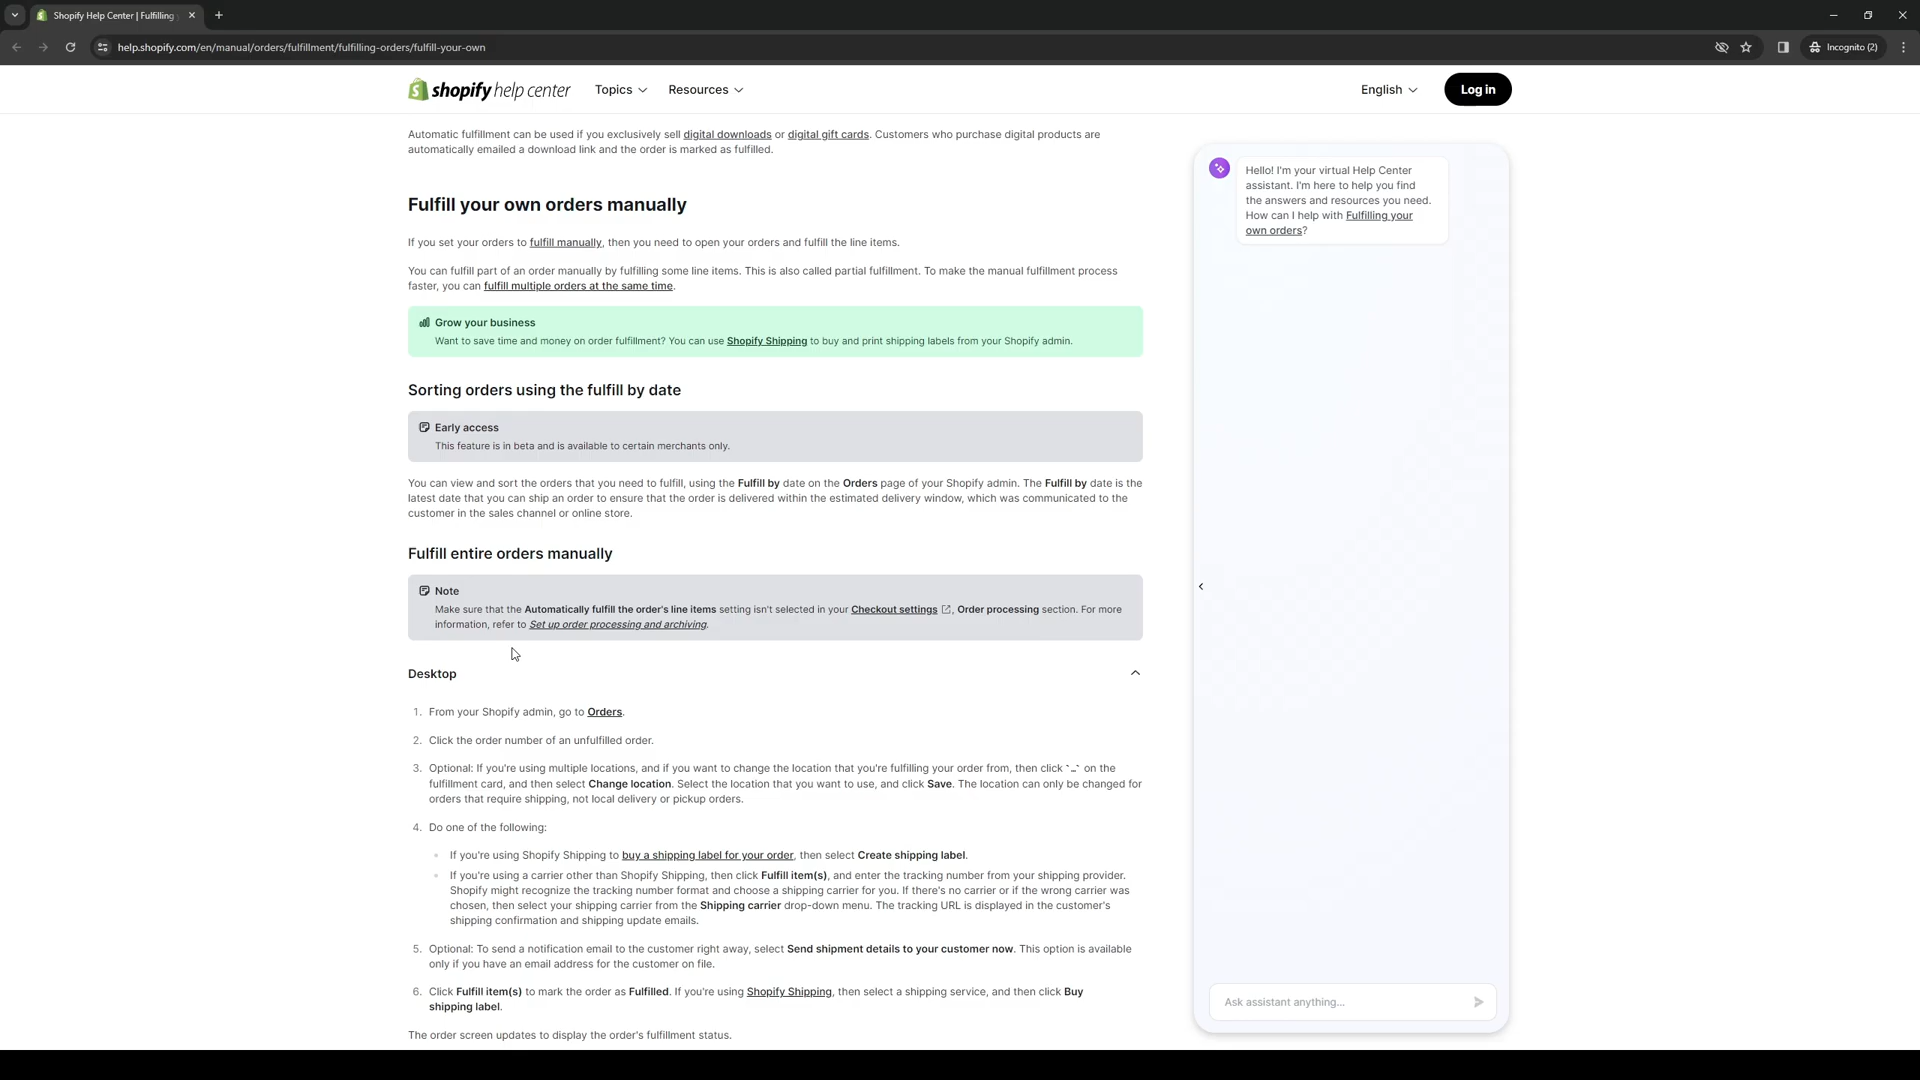 Shopify Help Center | Fulfilling
help.shopify.com/en/manual/orders/fulfillment/fulfilling-orders/fulfill-your-own
Incognito (2)
shopify help center
Topics
Resources
English
Log in
Automatic fulfillment can be used if you exclusively sell digital downloads or digital gift cards. Customers who purchase digital products are
automatically emailed a download link and the order is marked as fulfilled.
Fulfill your own orders manually
If you set your orders to fulfill manually, then you need to open your orders and fulfill the line items.
You can fulfill part of an order manually by fulfilling some line items. This is also called partial fulfillment. To make the manual fulfillment process
faster, you can fulfill multiple orders at the same time.
Grow your business
Want to save time and money on order fulfillment? You can use Shopify Shipping to buy and print shipping labels from your Shopify admin.
Sorting orders using the fulfill by date
Early access
This feature is in beta and is available to certain merchants only.
You can view and sort the orders that you need to fulfill, using the Fulfill by date on the Orders page of your Shopify admin. The Fulfill by date is the
latest date that you can ship an order to ensure that the order is delivered within the estimated delivery window, which was communicated to the
customer in the sales channel or online store.
Fulfill entire orders manually
Note
Make sure that the Automatically fulfill the order's line items setting isn't selected in your Checkout settings, Order processing section. For more
information, refer to Set up order processing and archiving.
Desktop
1. From your Shopify admin, go to Orders.
2. Click the order number of an unfulfilled order.
3. Optional: If you're using multiple locations, and if you want to change the location that you're fulfilling your order from, then click `…` on the
fulfillment card, and then select Change location. Select the location that you want to use, and click Save. The location can only be changed for
orders that require shipping, not local delivery or pickup orders.
4. Do one of the following:
If you're using Shopify Shipping to buy a shipping label for your order, then select Create shipping label.
If you're using a carrier other than Shopify Shipping, then click Fulfill item(s), and enter the tracking number from your shipping provider.
Shopify might recognize the tracking number format and choose a shipping carrier for you. If there's no carrier or if the wrong carrier was
chosen, then select your shipping carrier from the Shipping carrier drop-down menu. The tracking URL is displayed in the customer's
shipping confirmation and shipping update emails.
5. Optional: To send a notification email to the customer right away, select Send shipment details to your customer now. This option is available
only if you have an email address for the customer on file.
6. Click Fulfill item(s) to mark the order as Fulfilled. If you're using Shopify Shipping, then select a shipping service, and then click Buy
shipping label.
The order screen updates to display the order's fulfillment status.
Hello! I'm your virtual Help Center
assistant. I'm here to help you find
the answers and resources you need.
How can I help with Fulfilling your
own orders?
Ask assistant anything...